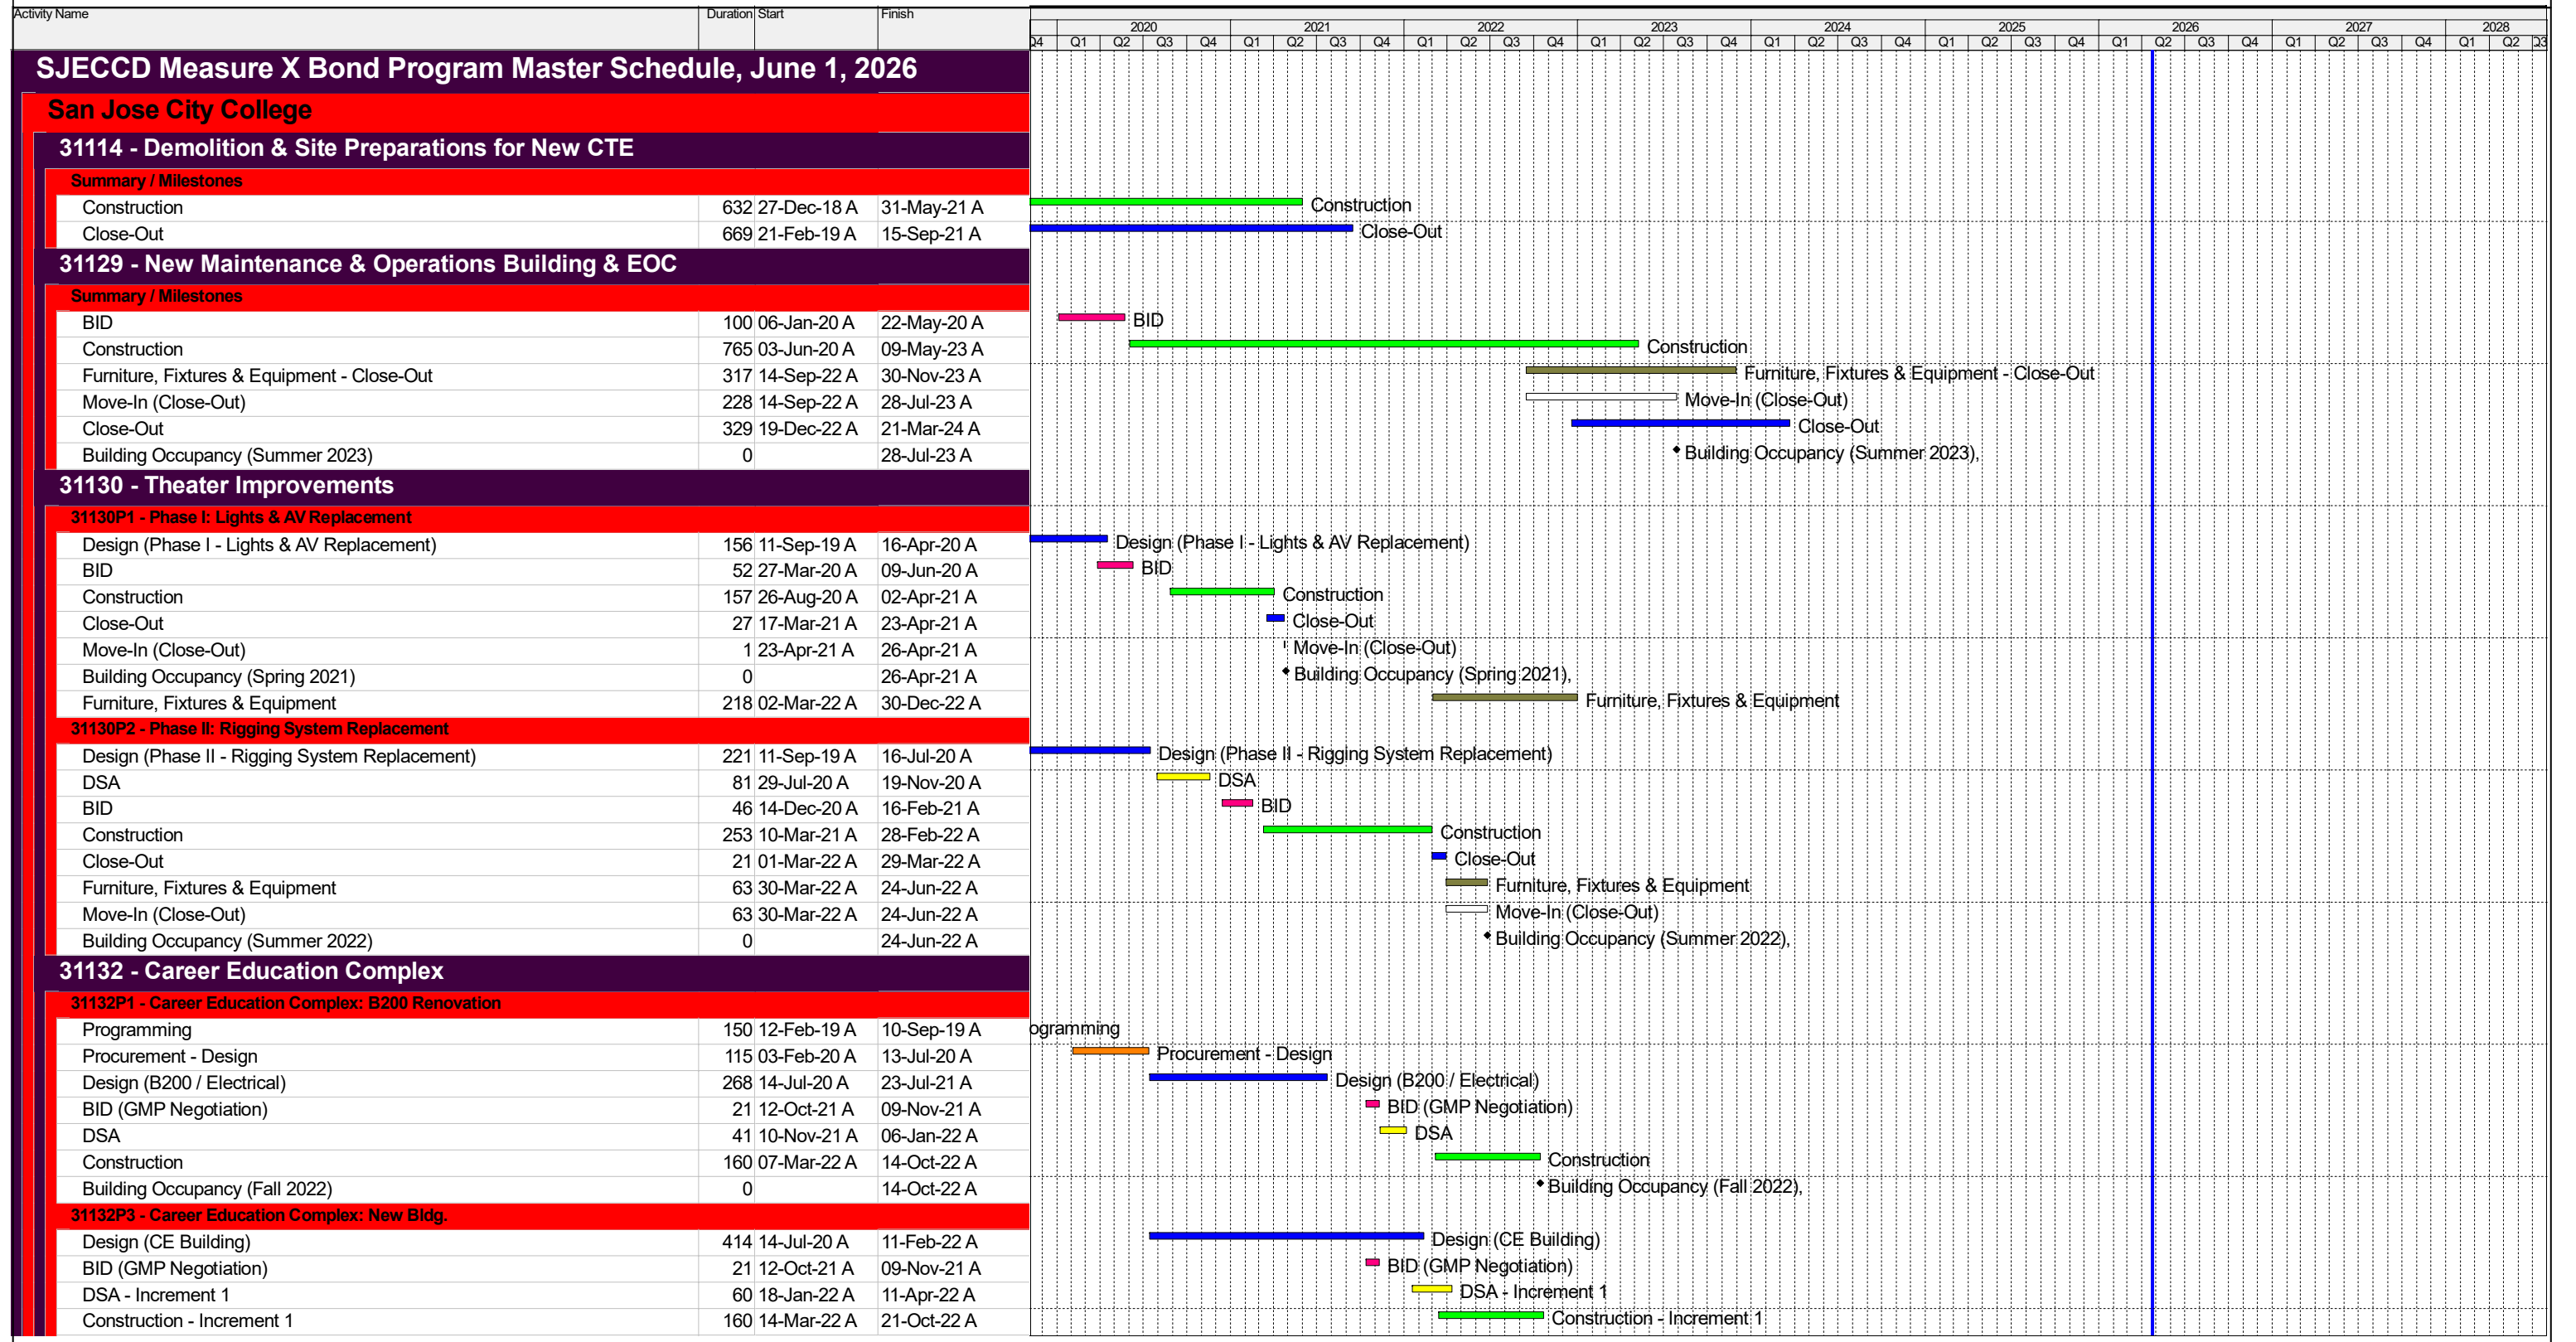 Activity Name Duration Start Finish 2020 2021 2022 2023 2024 2025 2026 2027 2028
Q4 Q1 Q2 Q3 Q4 Q1 Q2 Q3 Q4 Q1 Q2 Q3 Q4 Q1 Q2 Q3 Q4 Q1 Q2 Q3 Q4 Q1 Q2 Q3 Q4 Q1 Q2 Q3 Q4 Q1 Q2 Q3 Q4 Q1 Q2 Q3
SJECCD Measure X Bond Program Master Schedule, June 1, 2026
San Jose City College
31114 - Demolition & Site Preparations for New CTE
Summary / Milestones
Construction 632 27-Dec-18 A 31-May-21 A Construction
Close-Out 669 21-Feb-19 A 15-Sep-21 A Close-Out
31129 - New Maintenance & Operations Building & EOC
Summary / Milestones
BID 100 06-Jan-20 A 22-May-20 A BID
Construction 765 03-Jun-20 A 09-May-23 A Construction
Furniture, Fixtures & Equipment - Close-Out 317 14-Sep-22 A 30-Nov-23 A Furniture, Fixtures & Equipment - Close-Out
Move-In (Close-Out) 228 14-Sep-22 A 28-Jul-23 A Move-In (Close-Out)
Close-Out 329 19-Dec-22 A 21-Mar-24 A Close-Out
Building Occupancy (Summer 2023) 0 28-Jul-23 A Building Occupancy (Summer 2023),
31130 - Theater Improvements
31130P1 - Phase I: Lights & AV Replacement
Design (Phase I - Lights & AV Replacement) 156 11-Sep-19 A 16-Apr-20 A Design (Phase I - Lights & AV Replacement)
BID 52 27-Mar-20 A 09-Jun-20 A BID
Construction 157 26-Aug-20 A 02-Apr-21 A Construction
Close-Out 27 17-Mar-21 A 23-Apr-21 A Close-Out
Move-In (Close-Out) 1 23-Apr-21 A 26-Apr-21 A Move-In (Close-Out)
Building Occupancy (Spring 2021) 0 26-Apr-21 A Building Occupancy (Spring 2021),
Furniture, Fixtures & Equipment 218 02-Mar-22 A 30-Dec-22 A Furniture, Fixtures & Equipment
31130P2 - Phase II: Rigging System Replacement
Design (Phase II - Rigging System Replacement) 221 11-Sep-19 A 16-Jul-20 A Design (Phase II - Rigging System Replacement)
DSA 81 29-Jul-20 A 19-Nov-20 A DSA
BID 46 14-Dec-20 A 16-Feb-21 A BID
Construction 253 10-Mar-21 A 28-Feb-22 A Construction
Close-Out 21 01-Mar-22 A 29-Mar-22 A Close-Out
Furniture, Fixtures & Equipment 63 30-Mar-22 A 24-Jun-22 A Furniture, Fixtures & Equipment
Move-In (Close-Out) 63 30-Mar-22 A 24-Jun-22 A Move-In (Close-Out)
Building Occupancy (Summer 2022) 0 24-Jun-22 A Building Occupancy (Summer 2022),
31132 - Career Education Complex
31132P1 - Career Education Complex: B200 Renovation
Programming 150 12-Feb-19 A 10-Sep-19 A ogramming
Procurement - Design 115 03-Feb-20 A 13-Jul-20 A Procurement - Design
Design (B200 / Electrical) 268 14-Jul-20 A 23-Jul-21 A Design (B200 / Electrical)
BID (GMP Negotiation) 21 12-Oct-21 A 09-Nov-21 A BID (GMP Negotiation)
DSA 41 10-Nov-21 A 06-Jan-22 A DSA
Construction 160 07-Mar-22 A 14-Oct-22 A Construction
Building Occupancy (Fall 2022) 0 14-Oct-22 A Building Occupancy (Fall 2022),
31132P3 - Career Education Complex: New Bldg.
Design (CE Building) 414 14-Jul-20 A 11-Feb-22 A Design (CE Building)
BID (GMP Negotiation) 21 12-Oct-21 A 09-Nov-21 A BID (GMP Negotiation)
DSA - Increment 1 60 18-Jan-22 A 11-Apr-22 A DSA - Increment 1
Construction - Increment 1 160 14-Mar-22 A 21-Oct-22 A Construction - Increment 1